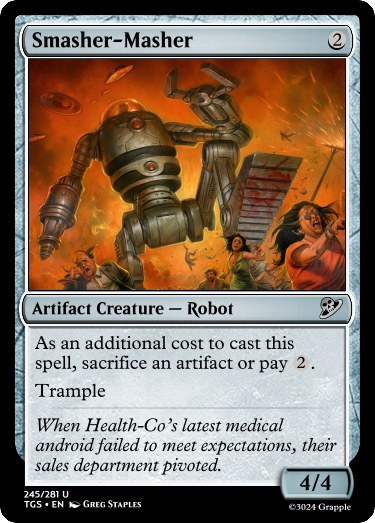 Smasher-Masher 2
Artifact Creature — Robot
As an additional cost to cast this
spell, sacrifice an artifact or pay 2.
Trample
When Health-Co's latest medical
android failed to meet expectations, their
sales department pivoted.
4/4
245/281 U
TGS • EN Greg Staples
©3024 Grapple